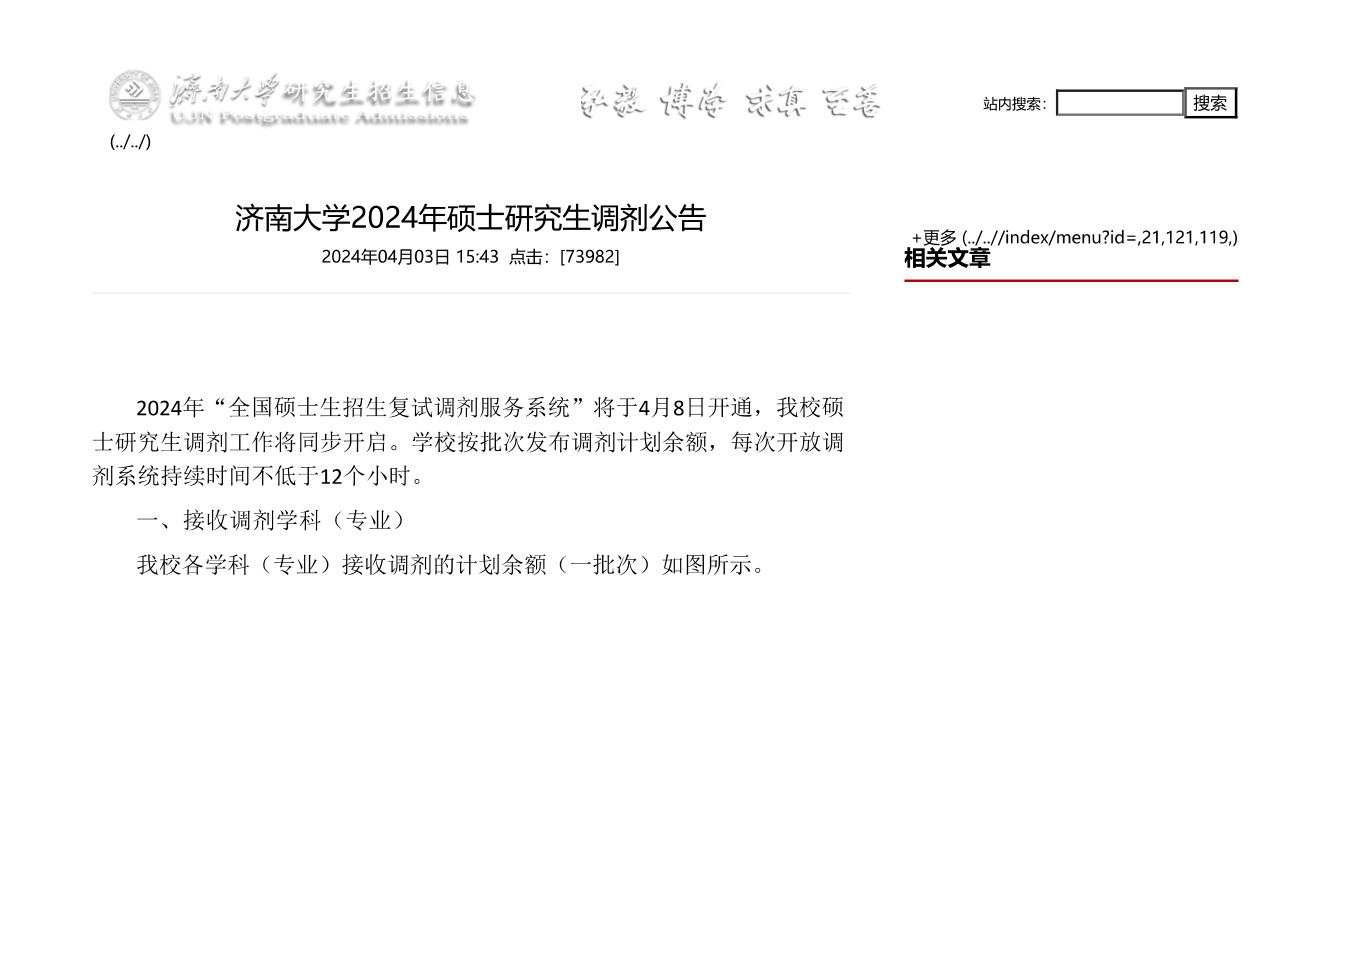 濟南大学研究生招生信息
UJN Postgraduate Admissions
弘毅 博学 求真 至善
站内搜索：
搜索
(../../)
济南大学2024年硕士研究生调剂公告
2024年04月03日 15:43 点击：[73982]
+更多 (../..//index/menu?id=,21,121,119,)
相关文章
2024年“全国硕士生招生复试调剂服务系统”将于4月8日开通，我校硕
士研究生调剂工作将同步开启。学校按批次发布调剂计划余额，每次开放调
剂系统持续时间不低于12个小时。
一、接收调剂学科（专业）
我校各学科（专业）接收调剂的计划余额（一批次）如图所示。